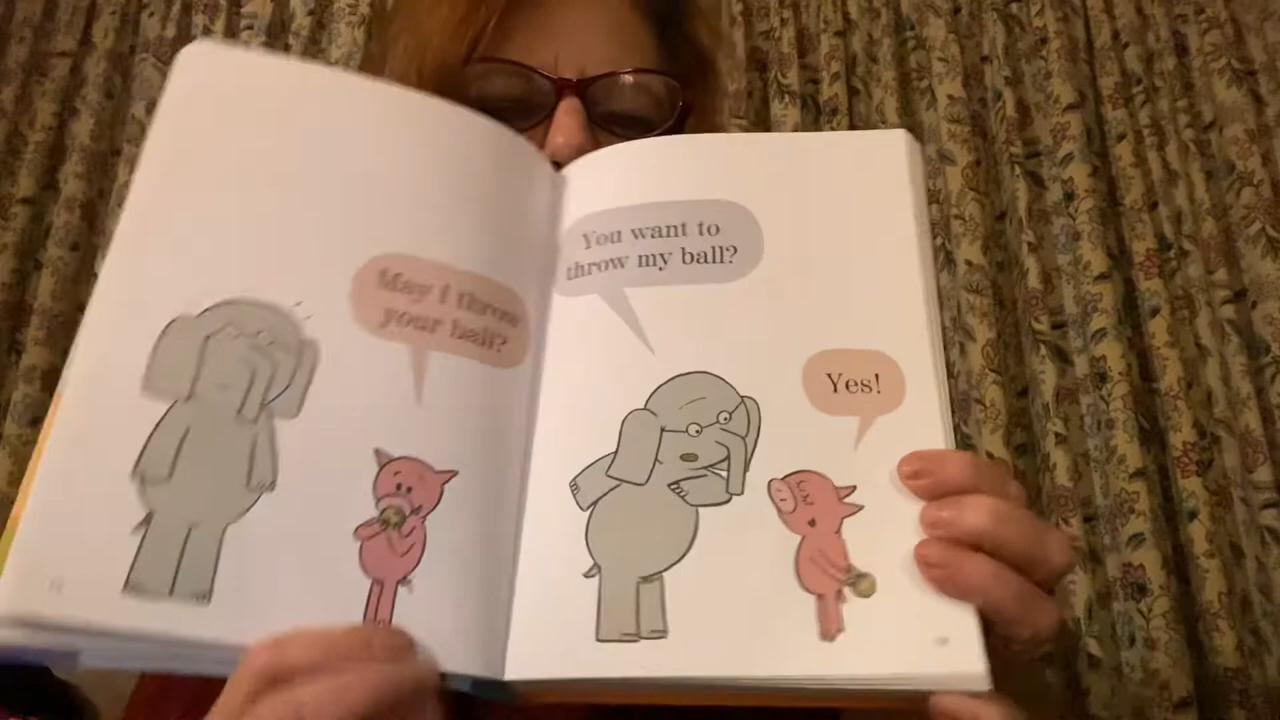 May I throw
your ball?
You want to
throw my ball?
Yes!